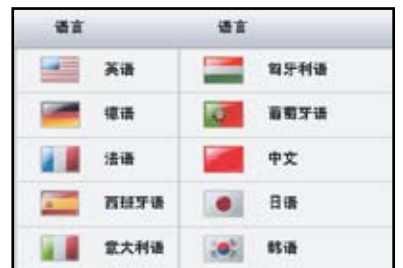 语言 语言
英语 匈牙利语
德语 葡萄牙语
法语 中文
西班牙语 日语
意大利语 韩语